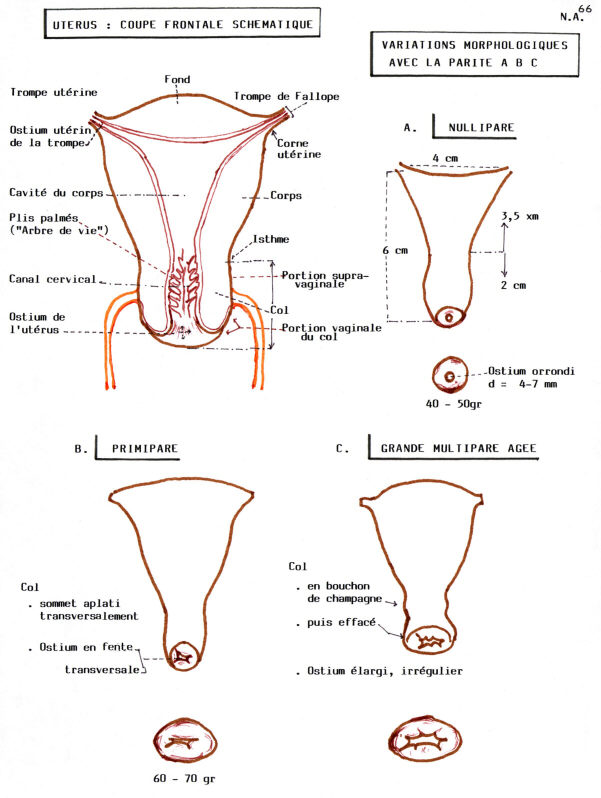 UTERUS : COUPE FRONTALE SCHEMATIQUE
N.A. 66
VARIATIONS MORPHOLOGIQUES
AVEC LA PARITE A B C
Fond
Trompe utérine
Trompe de Fallope
Ostium utérin
de la trompe
Corne
utérine
Cavité du corps
Corps
Plis palmés
("Arbre de vie")
Isthme
Canal cervical
Portion supra-
vaginale
Col
Ostium de
l'utérus
Portion vaginale
du col
A. NULLIPARE
4 cm
3,5 xm
6 cm
2 cm
Ostium orrondi
d = 4-7 mm
40 - 50gr
B. PRIMIPARE
Col
. sommet aplati
transversalement
. Ostium en fente
transversale
60 - 70 gr
C. GRANDE MULTIPARE AGEE
Col
. en bouchon
de champagne
. puis effacé
. Ostium élargi, irrégulier